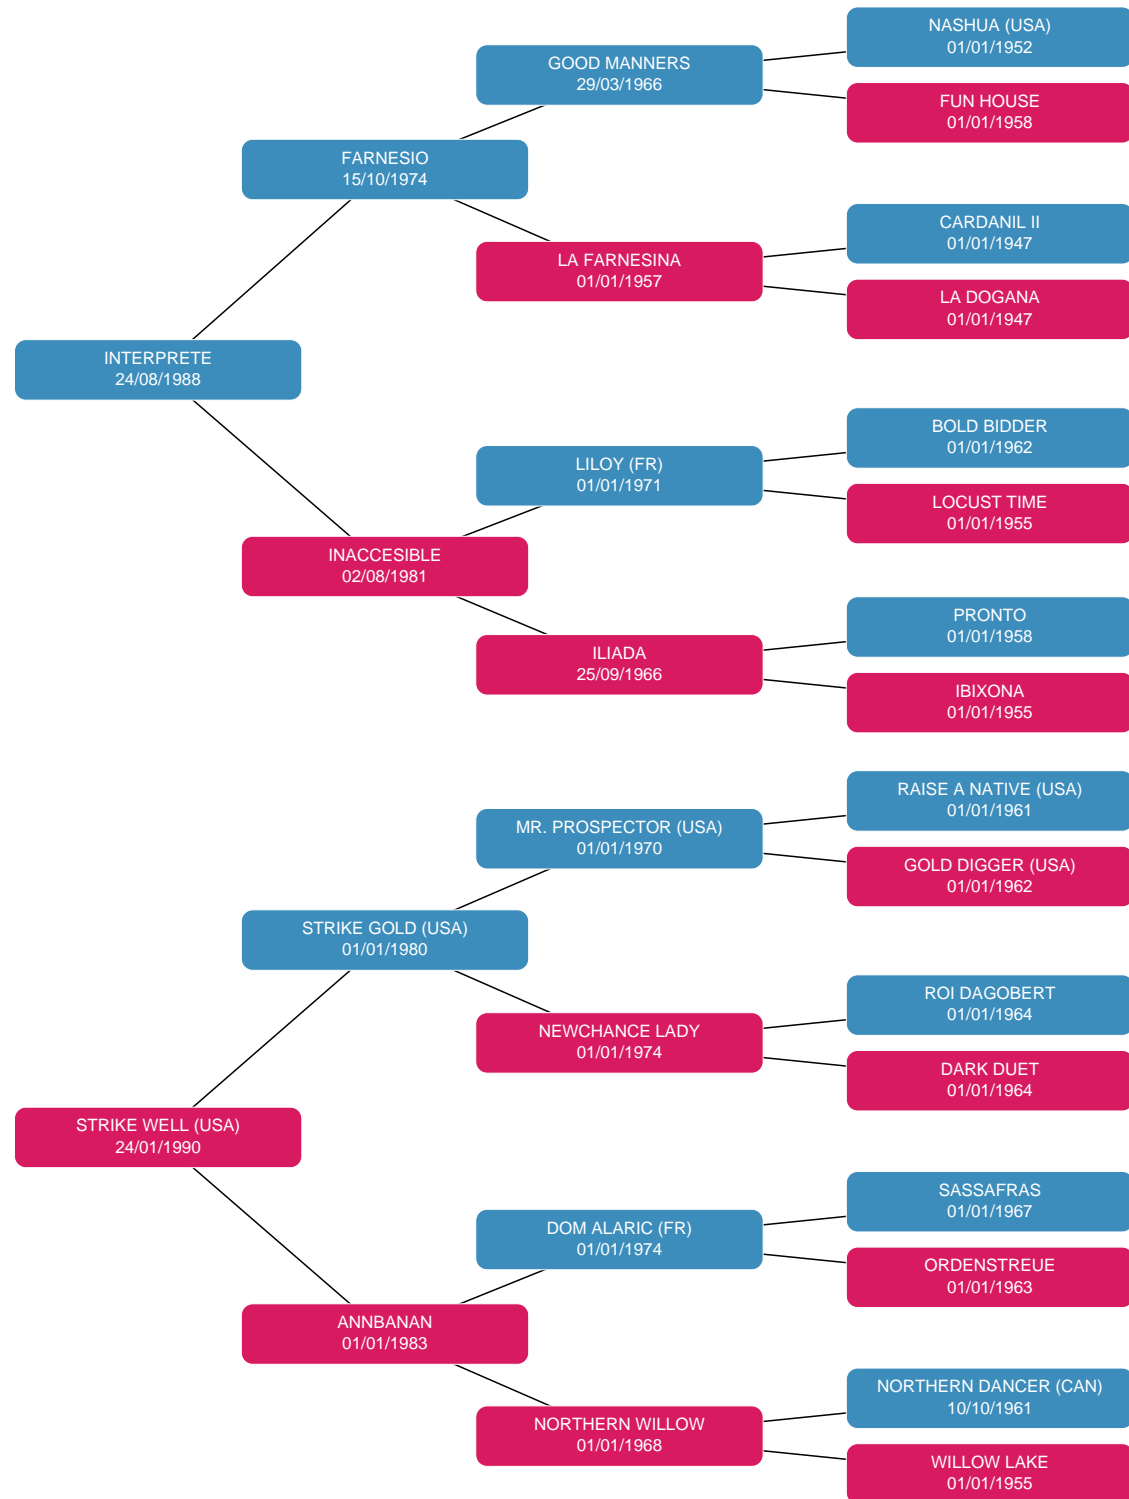 NASHUA (USA)
01/01/1952
GOOD MANNERS
29/03/1966
FUN HOUSE
01/01/1958
FARNESIO
15/10/1974
CARDANIL II
01/01/1947
LA FARNESINA
01/01/1957
LA DOGANA
01/01/1947
INTERPRETE
24/08/1988
BOLD BIDDER
01/01/1962
LILOY (FR)
01/01/1971
LOCUST TIME
01/01/1955
INACCESIBLE
02/08/1981
PRONTO
01/01/1958
ILIADA
25/09/1966
IBIXONA
01/01/1955
RAISE A NATIVE (USA)
01/01/1961
MR. PROSPECTOR (USA)
01/01/1970
GOLD DIGGER (USA)
01/01/1962
STRIKE GOLD (USA)
01/01/1980
ROI DAGOBERT
01/01/1964
NEWCHANCE LADY
01/01/1974
DARK DUET
01/01/1964
STRIKE WELL (USA)
24/01/1990
SASSAFRAS
01/01/1967
DOM ALARIC (FR)
01/01/1974
ORDENSTREUE
01/01/1963
ANNBANAN
01/01/1983
NORTHERN DANCER (CAN)
10/10/1961
NORTHERN WILLOW
01/01/1968
WILLOW LAKE
01/01/1955